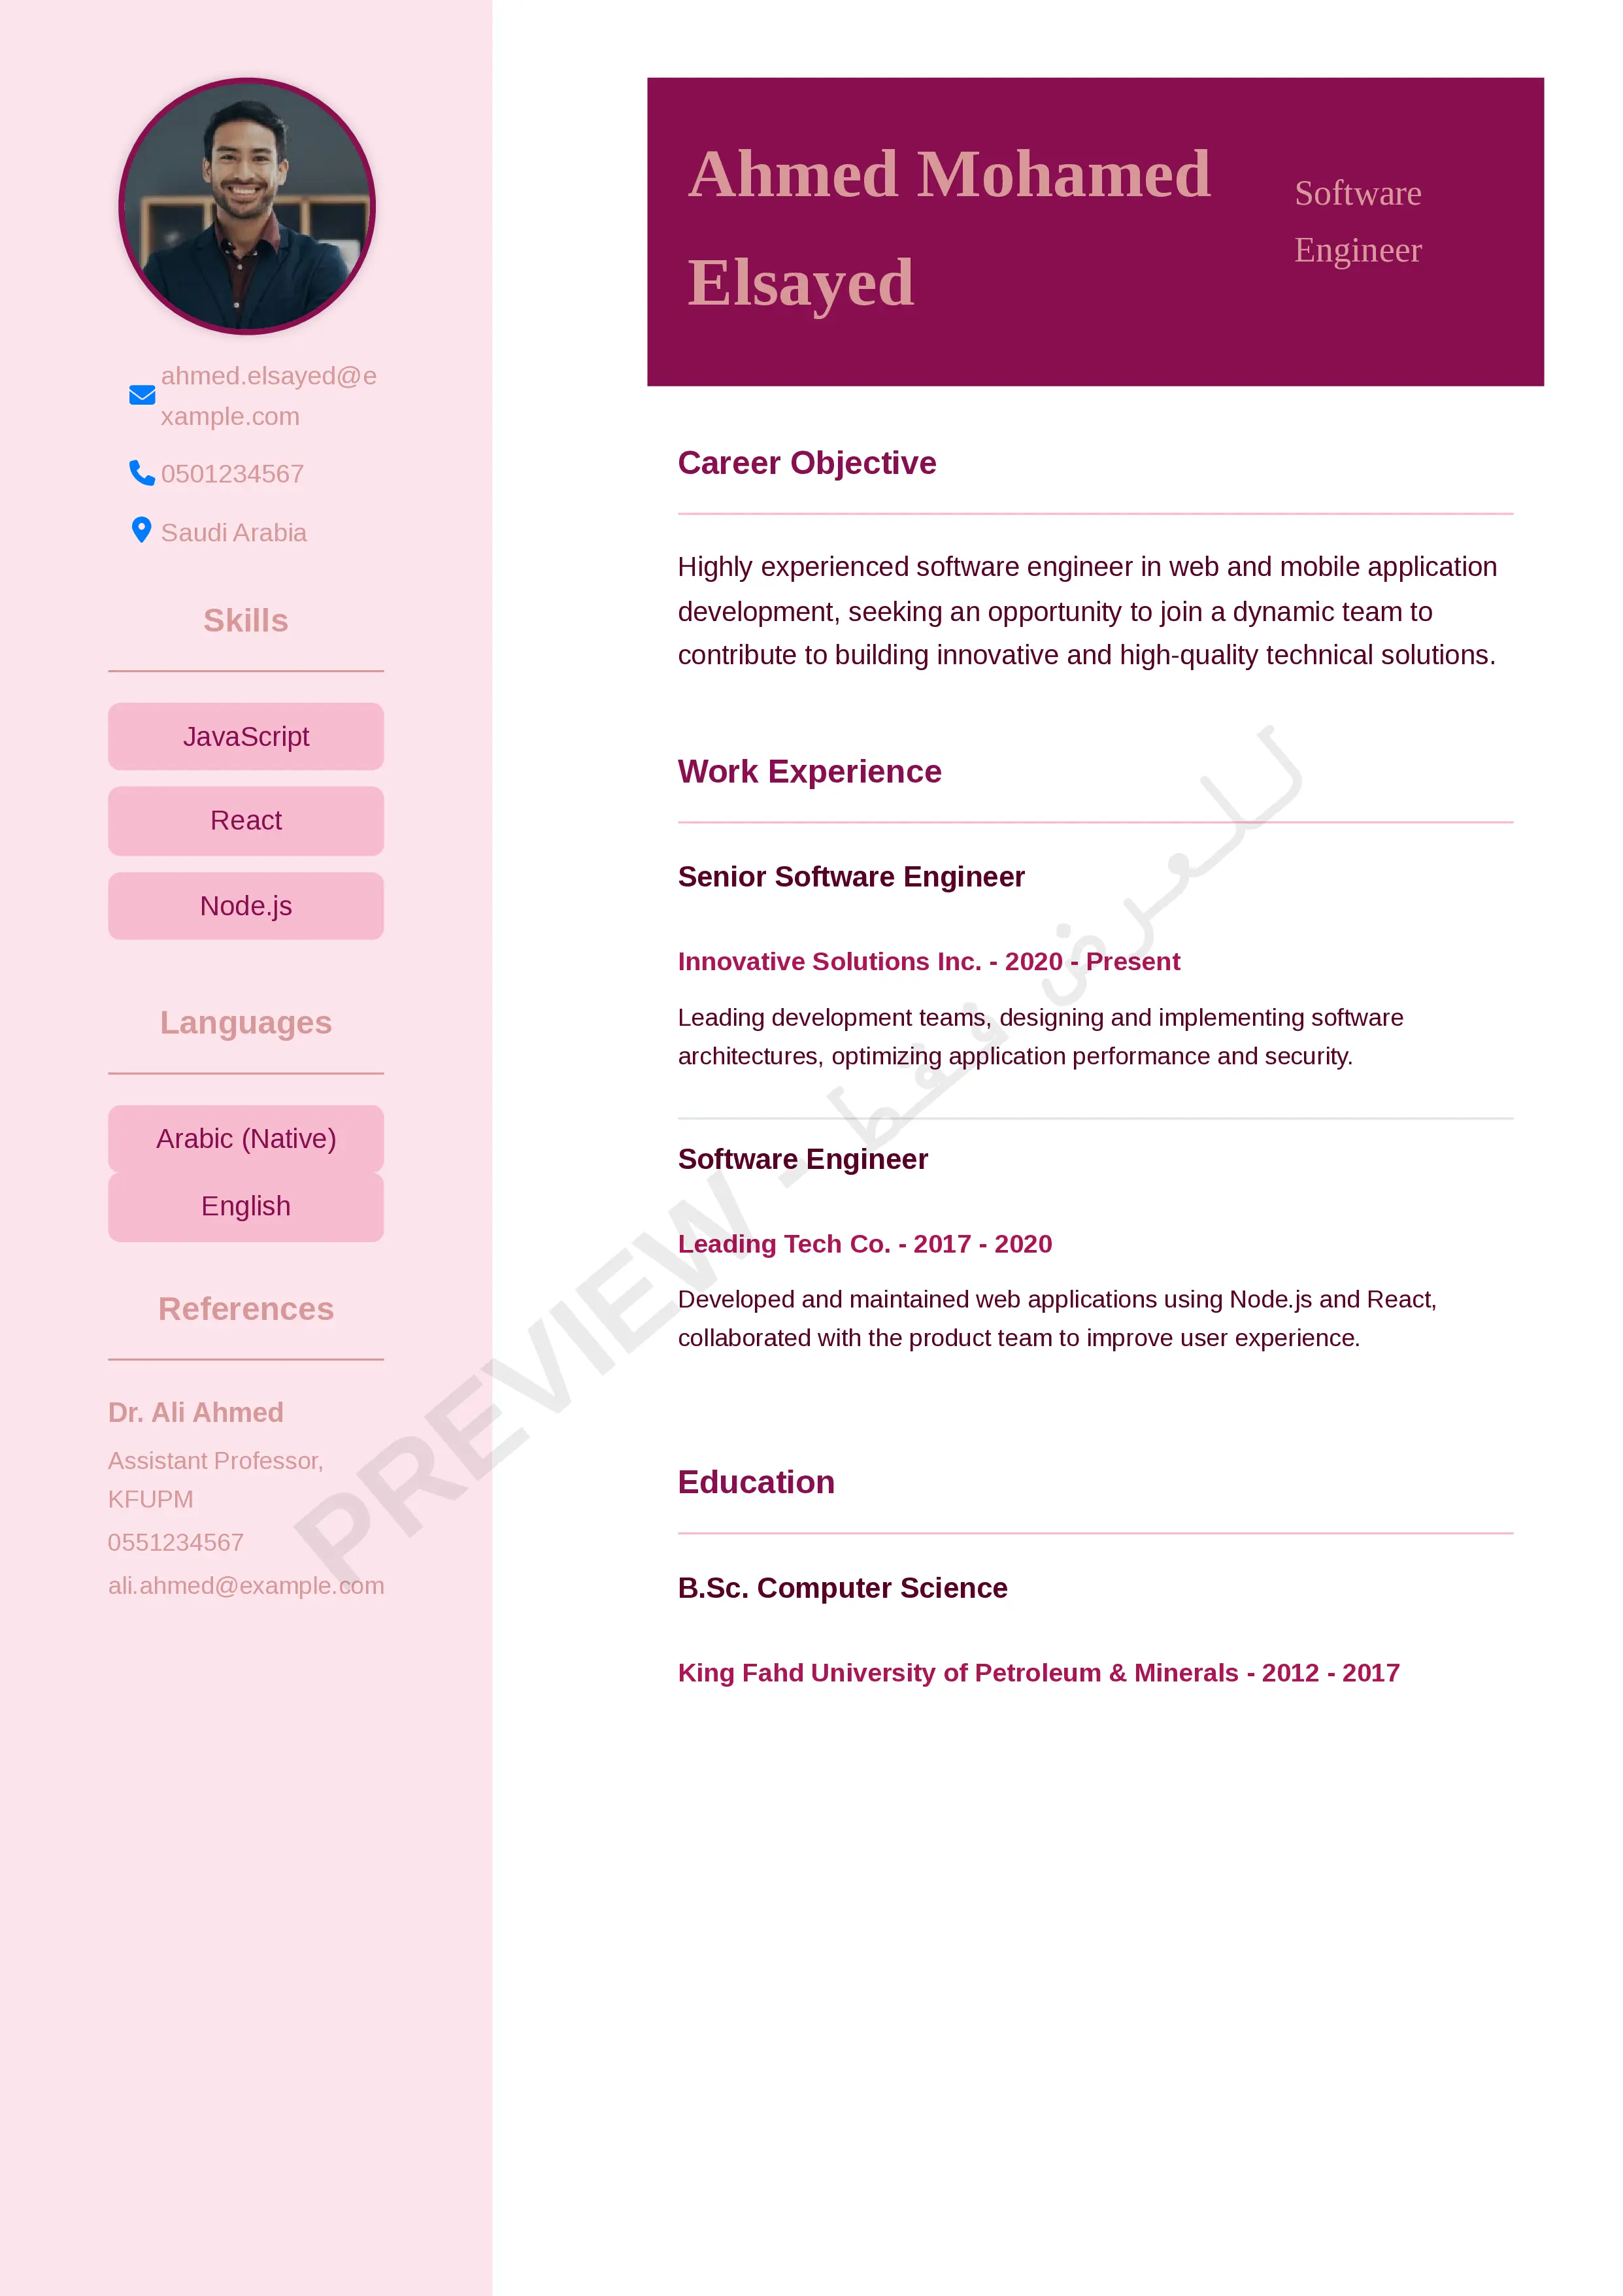 Ahmed Mohamed
Elsayed
Software
Engineer
ahmed.elsayed@e
xample.com
0501234567
Saudi Arabia
Skills
JavaScript
React
Node.js
Languages
Arabic (Native)
English
References
Dr. Ali Ahmed
Assistant Professor,
KFUPM
0551234567
ali.ahmed@example.com
Career Objective
Highly experienced software engineer in web and mobile application
development, seeking an opportunity to join a dynamic team to
contribute to building innovative and high-quality technical solutions.
Work Experience
Senior Software Engineer
Innovative Solutions Inc. - 2020 - Present
Leading development teams, designing and implementing software
architectures, optimizing application performance and security.
Software Engineer
Leading Tech Co. - 2017 - 2020
Developed and maintained web applications using Node.js and React,
collaborated with the product team to improve user experience.
Education
B.Sc. Computer Science
King Fahd University of Petroleum & Minerals - 2012 - 2017
PREVIEW - للعرض فقط